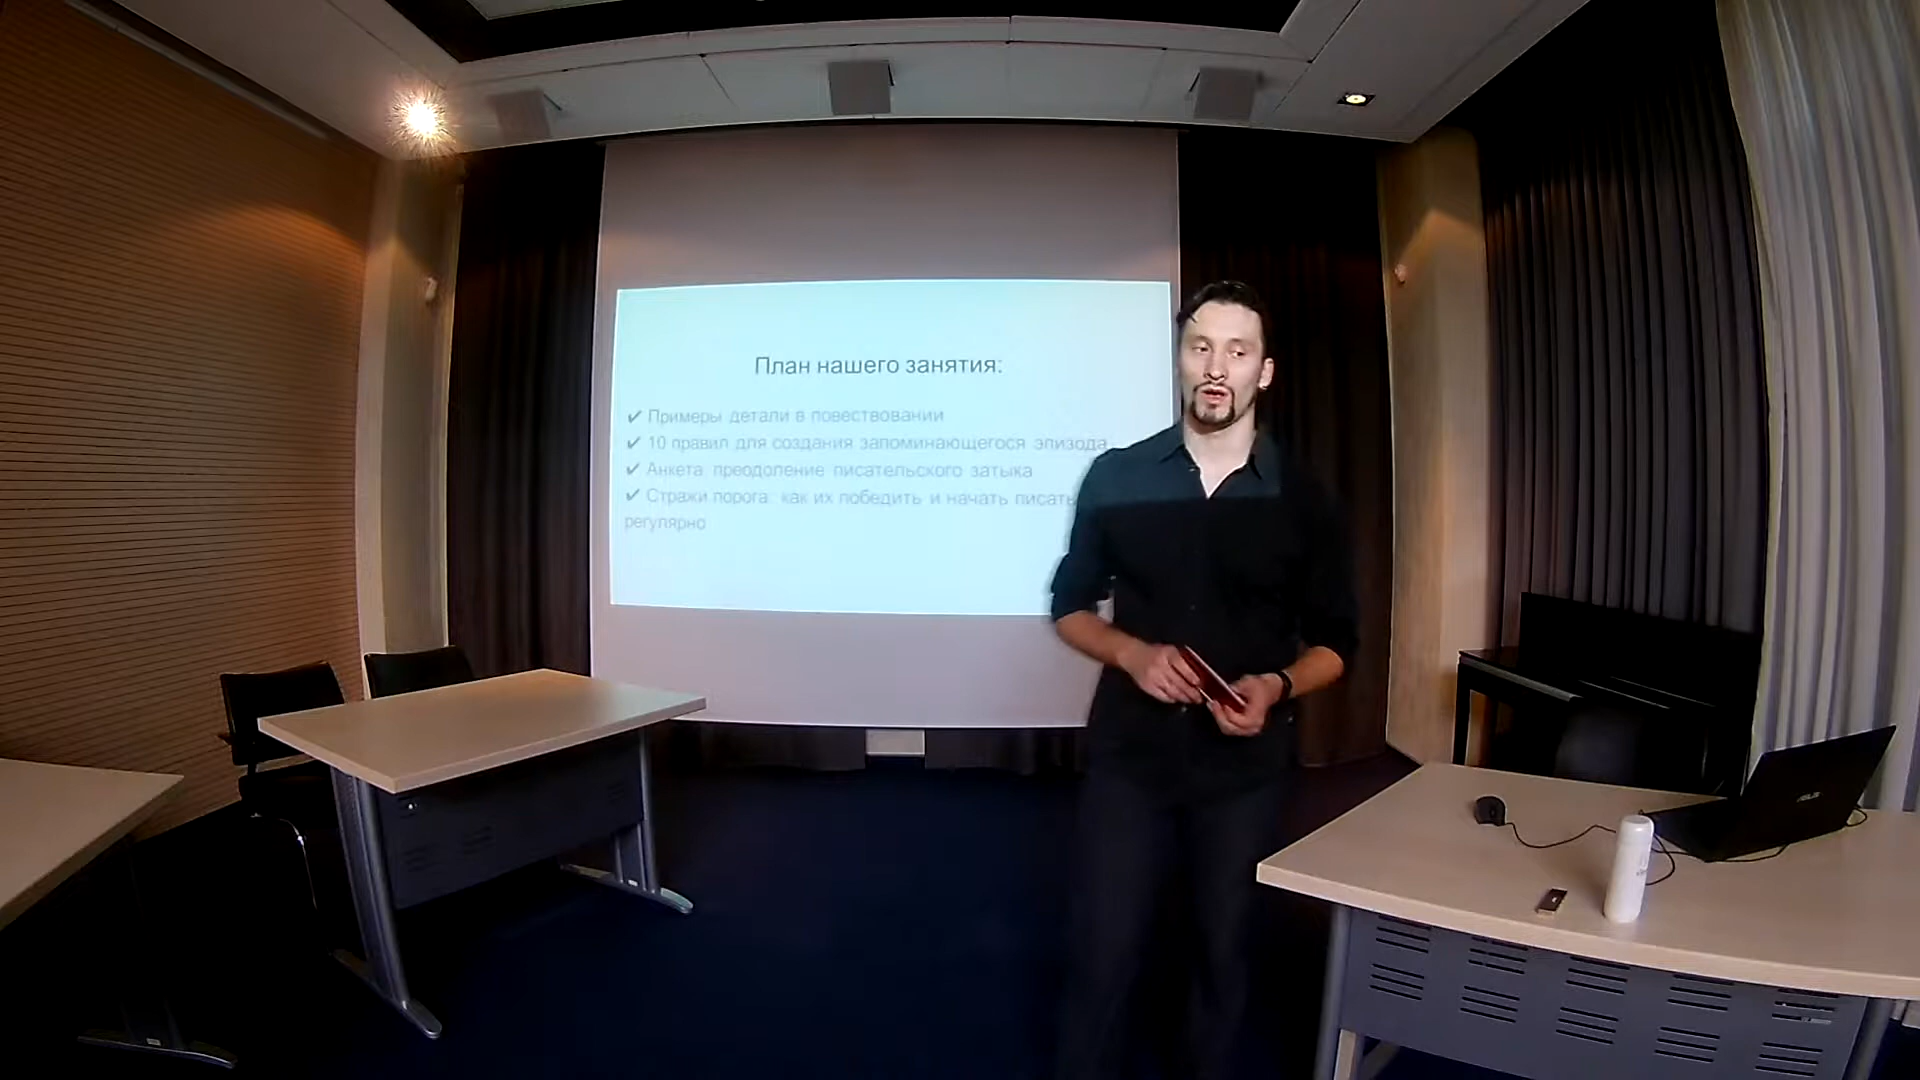 План нашего занятия:
✔ Примеры детали в повествовании
✔ 10 правил для создания запоминающегося эпизода
✔ Анкета: преодоление писательского затыка
✔ Стражи порога: как их победить и начать писать
регулярно
ASUS